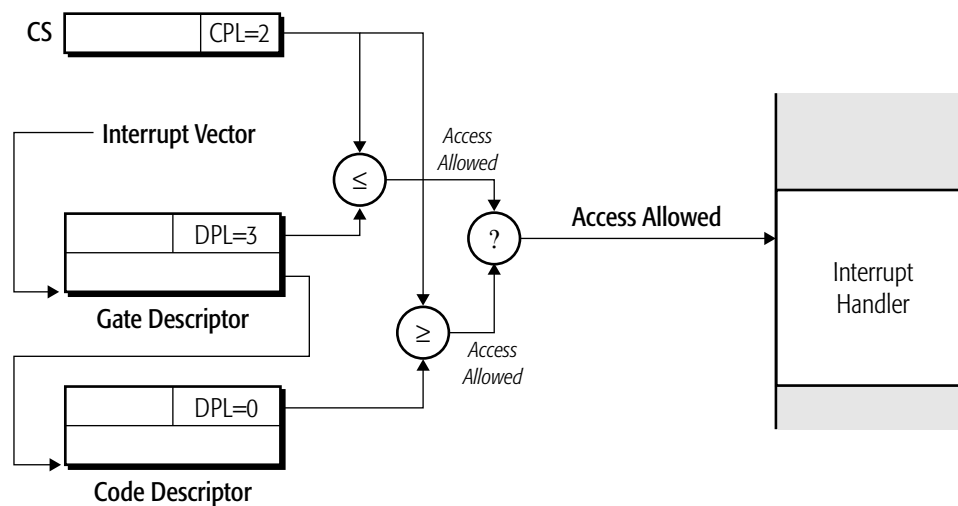 CS
CPL=2
Interrupt Vector
Access
Allowed
≤
DPL=3
?
Access Allowed
Interrupt
Handler
Gate Descriptor
≥
Access
Allowed
DPL=0
Code Descriptor